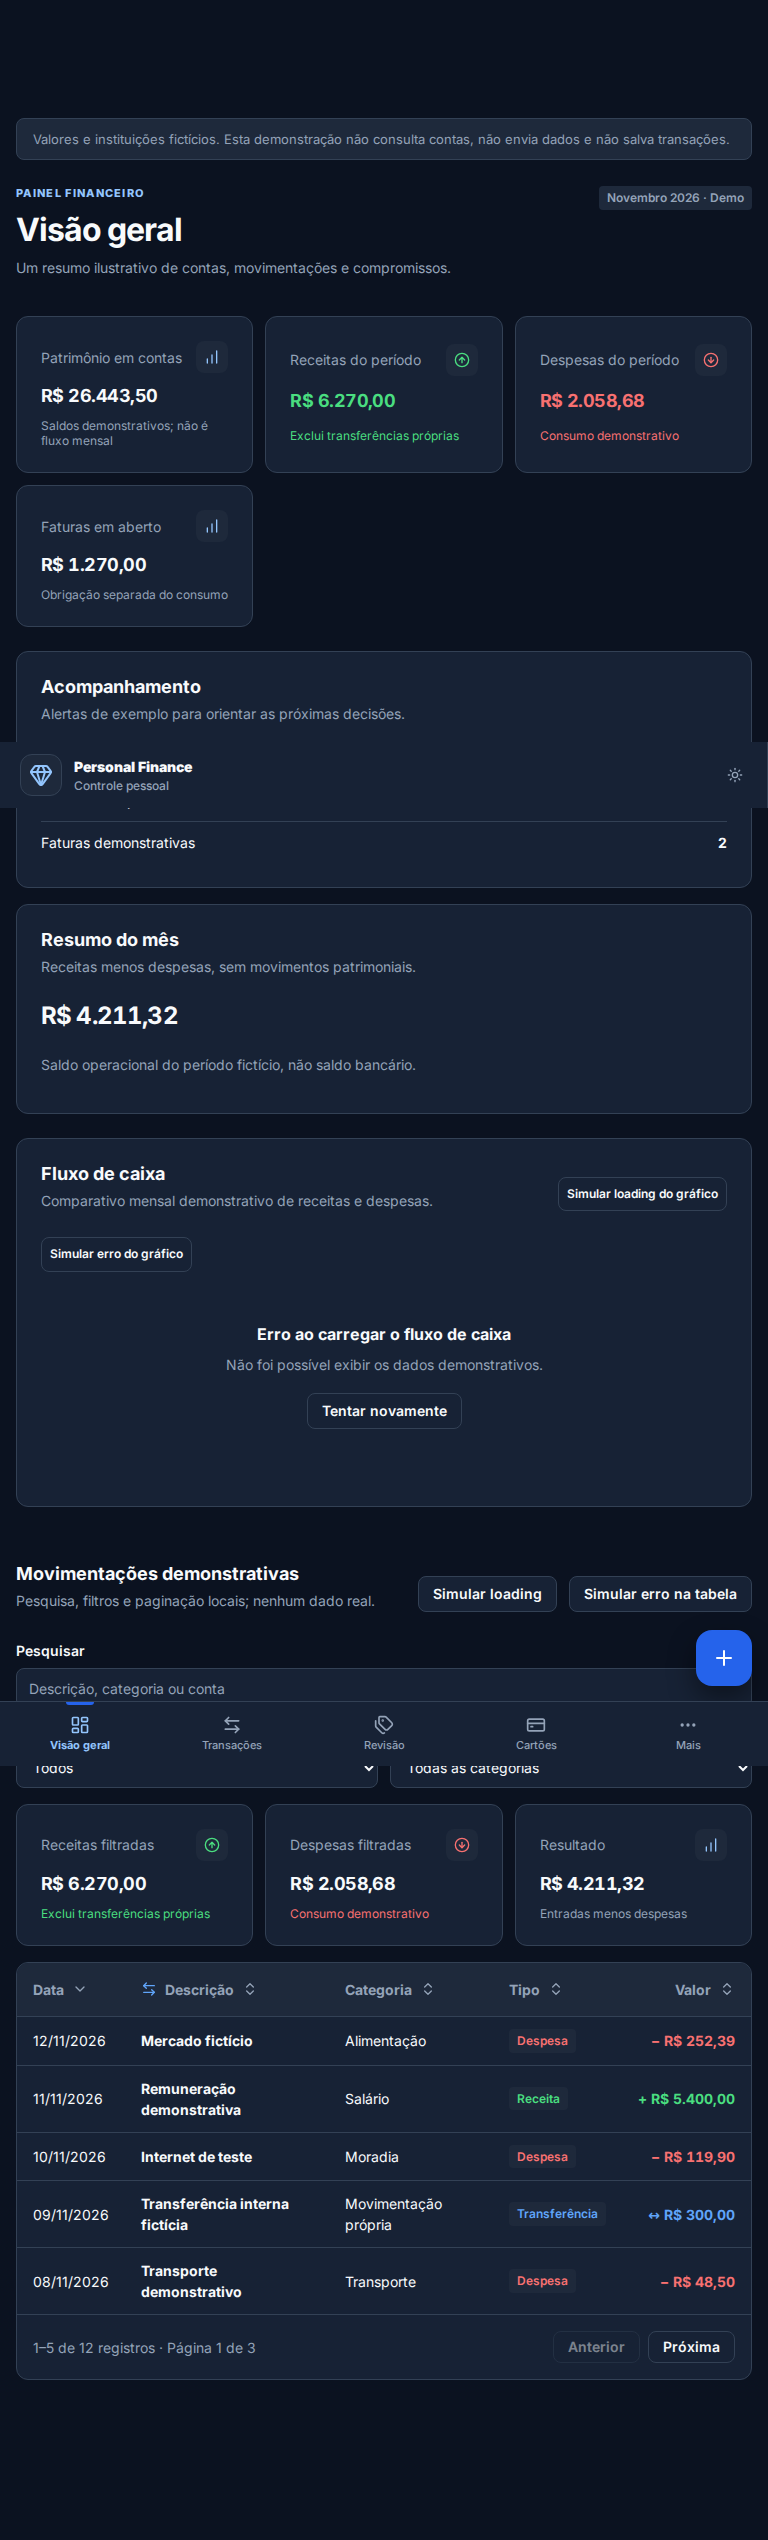 Valores e instituições fictícios. Esta demonstração não consulta contas, não envia dados e não salva transações.
PAINEL FINANCEIRO
Novembro 2026 · Demo
Visão geral
Um resumo ilustrativo de contas, movimentações e compromissos.
Patrimônio em contas
R$ 26.443,50
Saldos demonstrativos; não é
fluxo mensal
Receitas do período
R$ 6.270,00
Exclui transferências próprias
Despesas do período
R$ 2.058,68
Consumo demonstrativo
Faturas em aberto
R$ 1.270,00
Obrigação separada do consumo
Acompanhamento
Alertas de exemplo para orientar as próximas decisões.
Personal Finance
Controle pessoal
Faturas demonstrativas 2
Resumo do mês
Receitas menos despesas, sem movimentos patrimoniais.
R$ 4.211,32
Saldo operacional do período fictício, não saldo bancário.
Fluxo de caixa
Comparativo mensal demonstrativo de receitas e despesas.
Simular loading do gráfico
Simular erro do gráfico
Erro ao carregar o fluxo de caixa
Não foi possível exibir os dados demonstrativos.
Tentar novamente
Movimentações demonstrativas
Pesquisa, filtros e paginação locais; nenhum dado real.
Simular loading
Simular erro na tabela
Pesquisar
Descrição, categoria ou conta
Visão geral
Transações
Revisão
Cartões
Mais
Todos
Todas as categorias
Receitas filtradas
R$ 6.270,00
Exclui transferências próprias
Despesas filtradas
R$ 2.058,68
Consumo demonstrativo
Resultado
R$ 4.211,32
Entradas menos despesas
Data Descrição Categoria Tipo Valor
12/11/2026 Mercado fictício Alimentação Despesa − R$ 252,39
11/11/2026 Remuneração demonstrativa Salário Receita + R$ 5.400,00
10/11/2026 Internet de teste Moradia Despesa − R$ 119,90
09/11/2026 Transferência interna fictícia Movimentação própria Transferência ↔ R$ 300,00
08/11/2026 Transporte demonstrativo Transporte Despesa − R$ 48,50
1–5 de 12 registros · Página 1 de 3
Anterior
Próxima